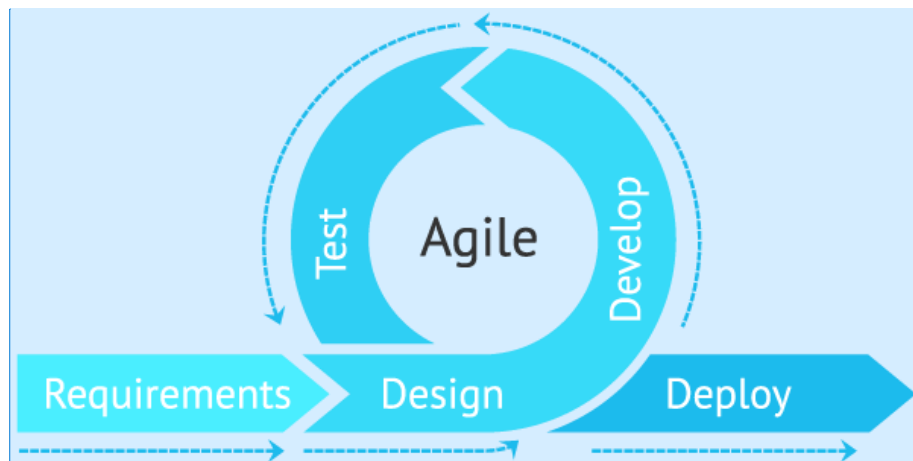 Test
Agile
Develop
Requirements
Design
Deploy